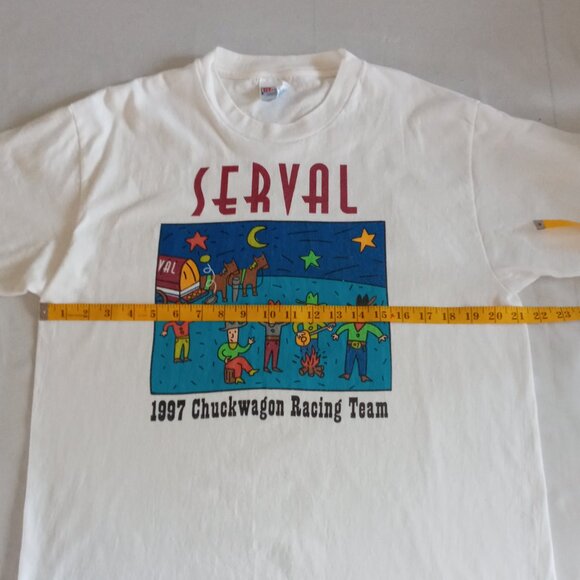 SERVAL
VAL
1 2 3 4 5 6 7 8 9 10 11 12 13 14 15 16 17 18 19 20 21 22 23
1997 Chuckwagon Racing Team